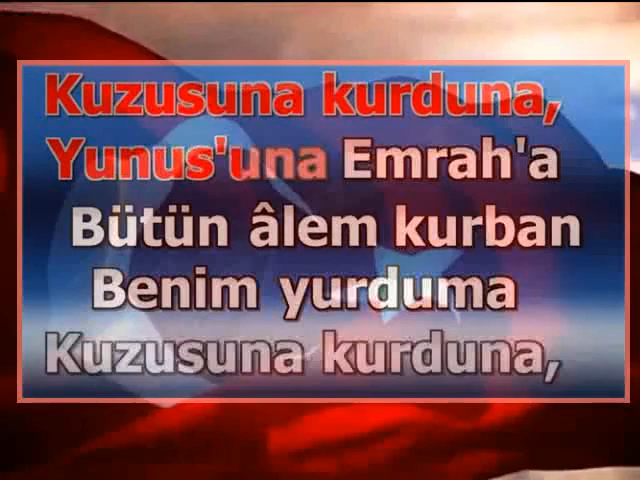 Kuzusuna kurduna,
Yunus'una Emrah'a
Bütün âlem kurban
Benim yurduma
Kuzusuna kurduna,